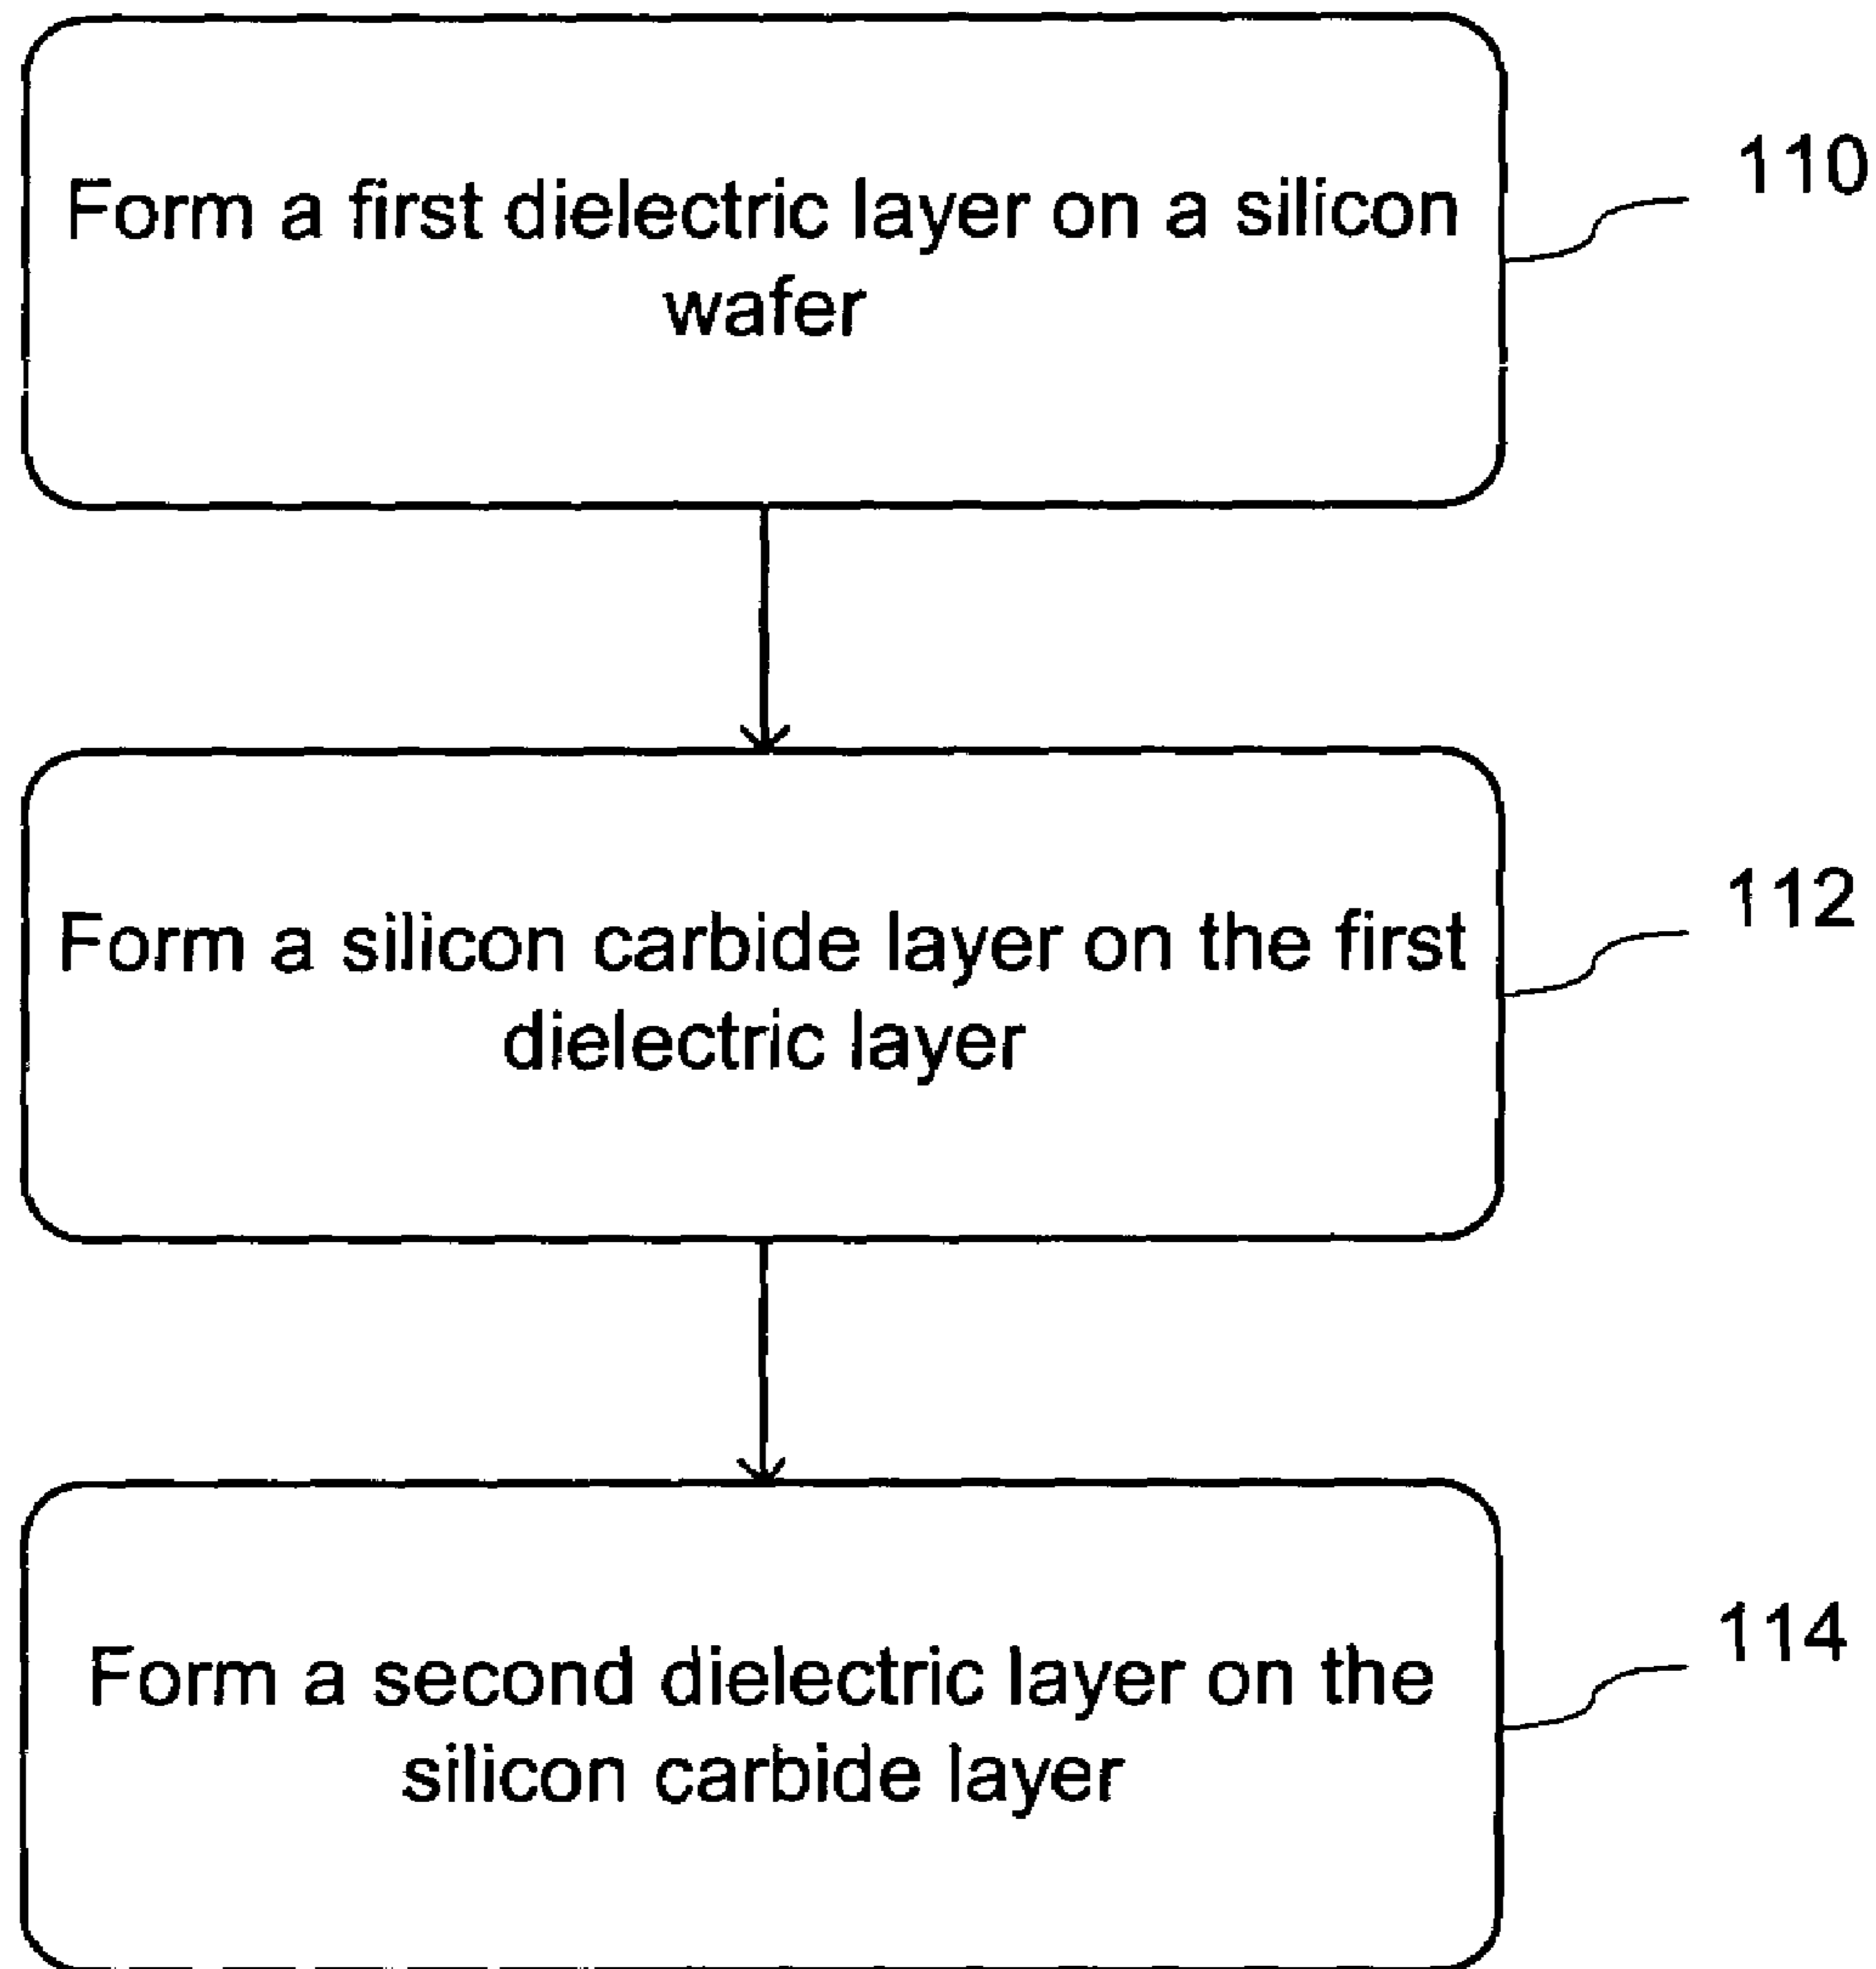 110
Form a first dielectric layer on a silicon
wafer
112
Form a silicon carbide layer on the first
dielectric layer
114
Form a second dielectric layer on the
silicon carbide layer